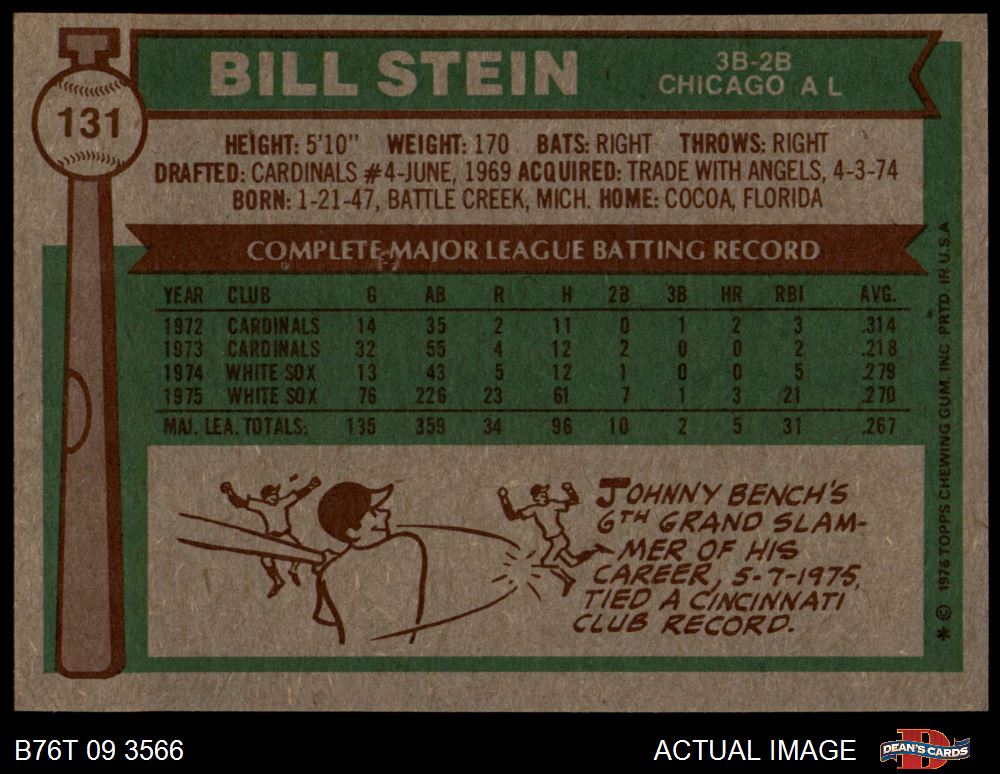 131
BILL STEIN
3B-2B
CHICAGO A L
HEIGHT: 5'10" WEIGHT: 170 BATS: RIGHT THROWS: RIGHT
DRAFTED: CARDINALS #4-JUNE, 1969 ACQUIRED: TRADE WITH ANGELS, 4-3-74
BORN: 1-21-47, BATTLE CREEK, MICH. HOME: COCOA, FLORIDA
COMPLETE MAJOR LEAGUE BATTING RECORD
YEAR CLUB G AB R H 2B 3B HR RBI AVG.
1972 CARDINALS 14 35 2 11 0 1 2 3 .314
1973 CARDINALS 32 55 4 12 2 0 0 2 .218
1974 WHITE SOX 13 43 5 12 1 0 0 5 .279
1975 WHITE SOX 76 226 23 61 7 1 3 21 .270
MAJ. LEA. TOTALS: 135 359 34 96 10 2 5 31 .267
JOHNNY BENCH'S
6TH GRAND SLAM-
MER OF HIS
CAREER, 5-7-1975,
TIED A CINCINNATI
CLUB RECORD.
* © 1976 TOPPS CHEWING GUM, INC. PRTD. IN U.S.A
B76T 09 3566
ACTUAL IMAGE
DEAN'S CARDS